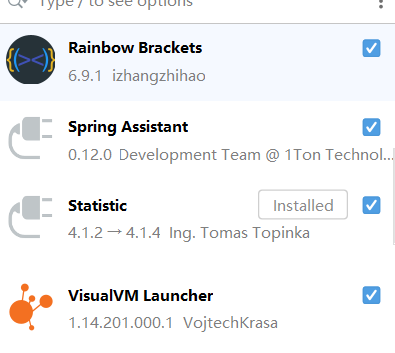 Type / to see options
Rainbow Brackets
6.9.1 izhangzhihao
Spring Assistant
0.12.0 Development Team @ 1Ton Technol...
Statistic
Installed
4.1.2 → 4.1.4 Ing. Tomas Topinka
VisualVM Launcher
1.14.201.000.1 VojtechKrasa